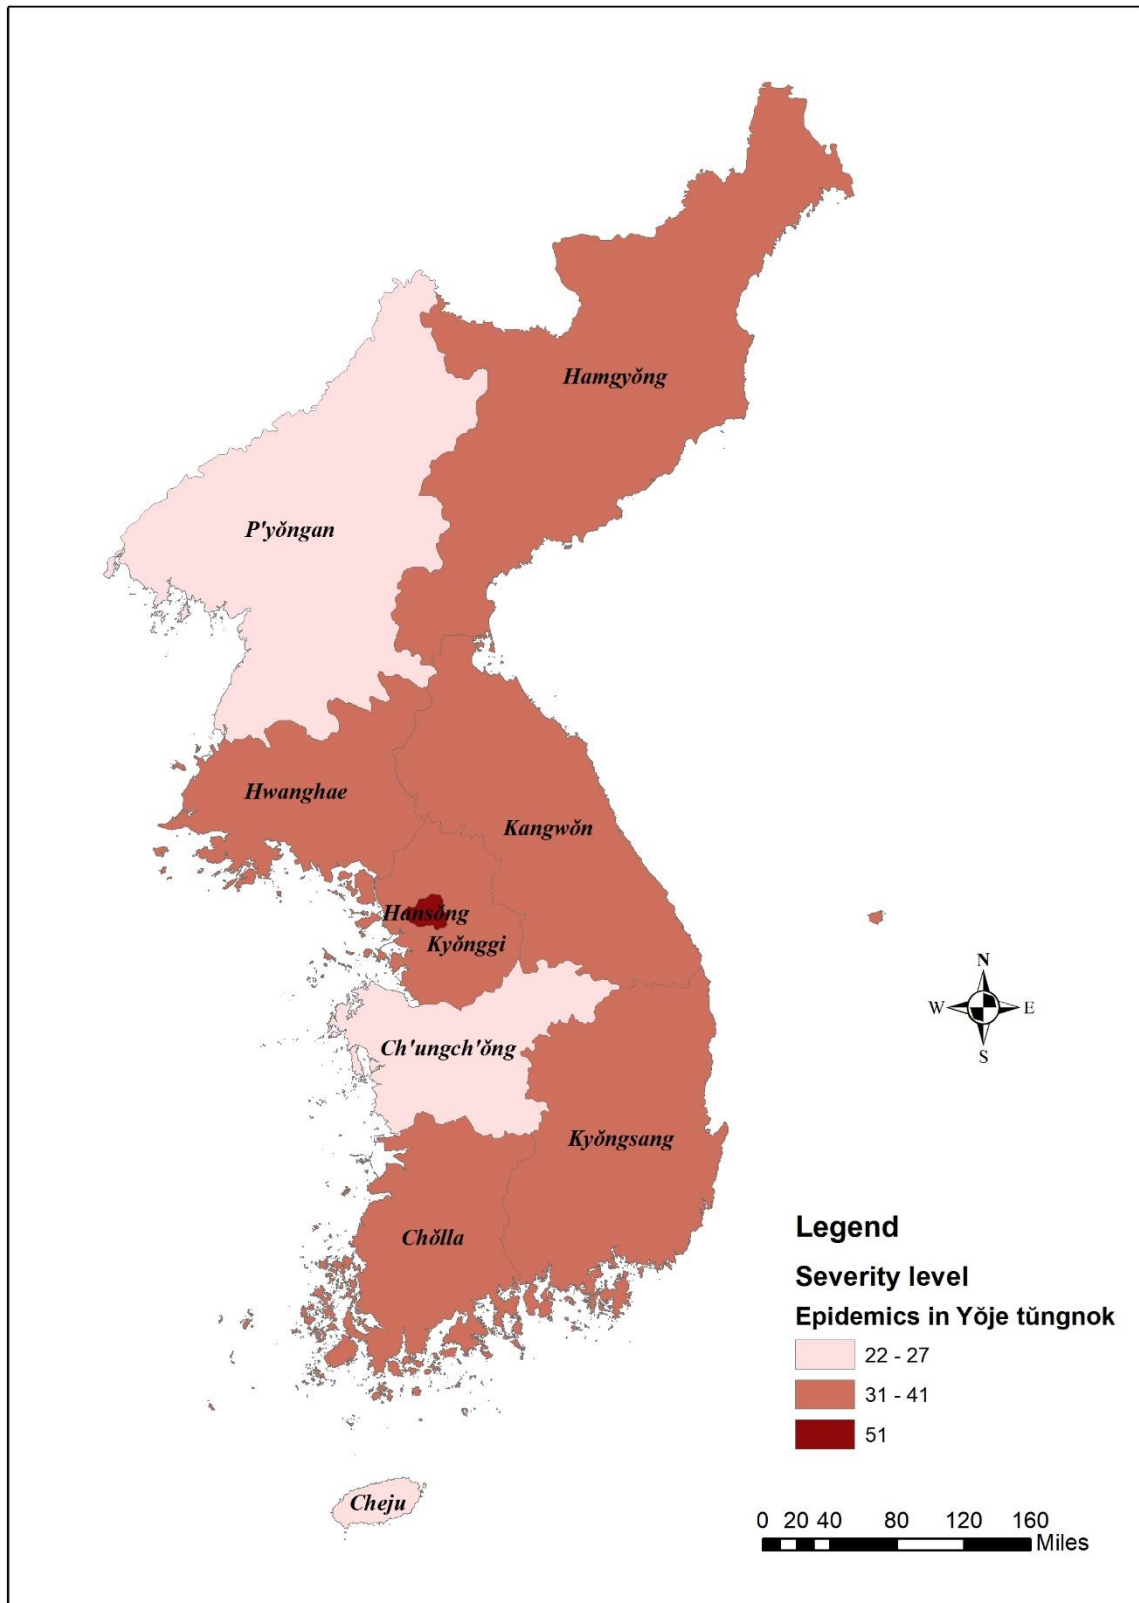 Hamgyŏng
P'yŏngan
Hwanghae
Kangwŏn
Hansŏng
Kyŏnggi
N
W E
S
Ch'ungch'ŏng
Kyŏngsang
Chŏlla
Cheju
Legend
Severity level
Epidemics in Yŏje tŭngnok
22 - 27
31 - 41
51
0 20 40 80 120 160
Miles